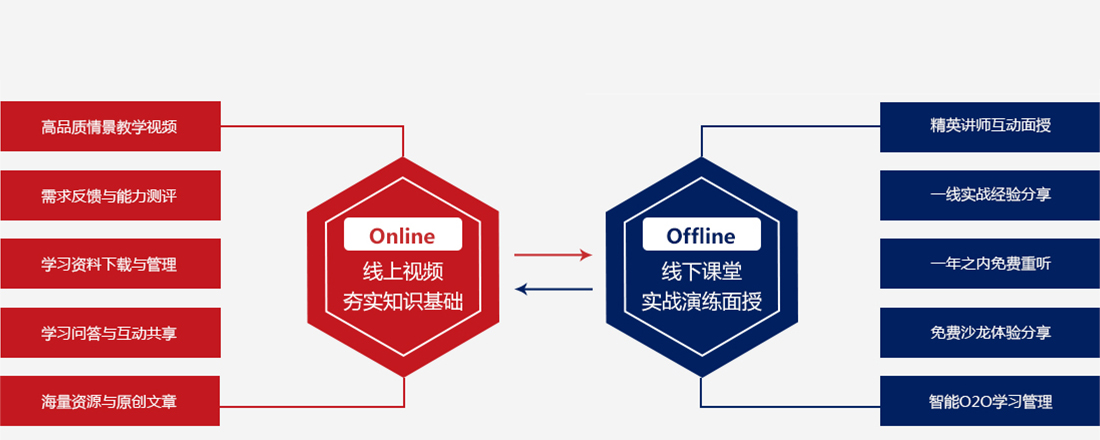 高品质情景教学视频
需求反馈与能力测评
学习资料下载与管理
学习问答与互动共享
海量资源与原创文章
Online
线上视频
夯实知识基础
Offline
线下课堂
实战演练面授
精英讲师互动面授
一线实战经验分享
一年之内免费重听
免费沙龙体验分享
智能O2O学习管理